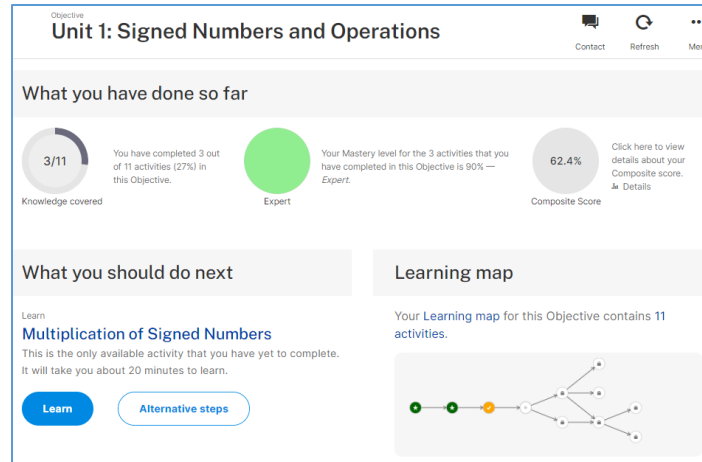 Objective
Unit 1: Signed Numbers and Operations
Contact
Refresh
What you have done so far
3/11
Knowledge covered
You have completed 3 out
of 11 activities (27%) in
this Objective.
Expert
Your Mastery level for the 3 activities that you
have completed in this Objective is 90% —
Expert.
62.4%
Composite Score
Click here to view
details about your
Composite score.
Details
What you should do next
Learn
Multiplication of Signed Numbers
This is the only available activity that you have yet to complete.
It will take you about 20 minutes to learn.
Learn
Alternative steps
Learning map
Your Learning map for this Objective contains 11
activities.